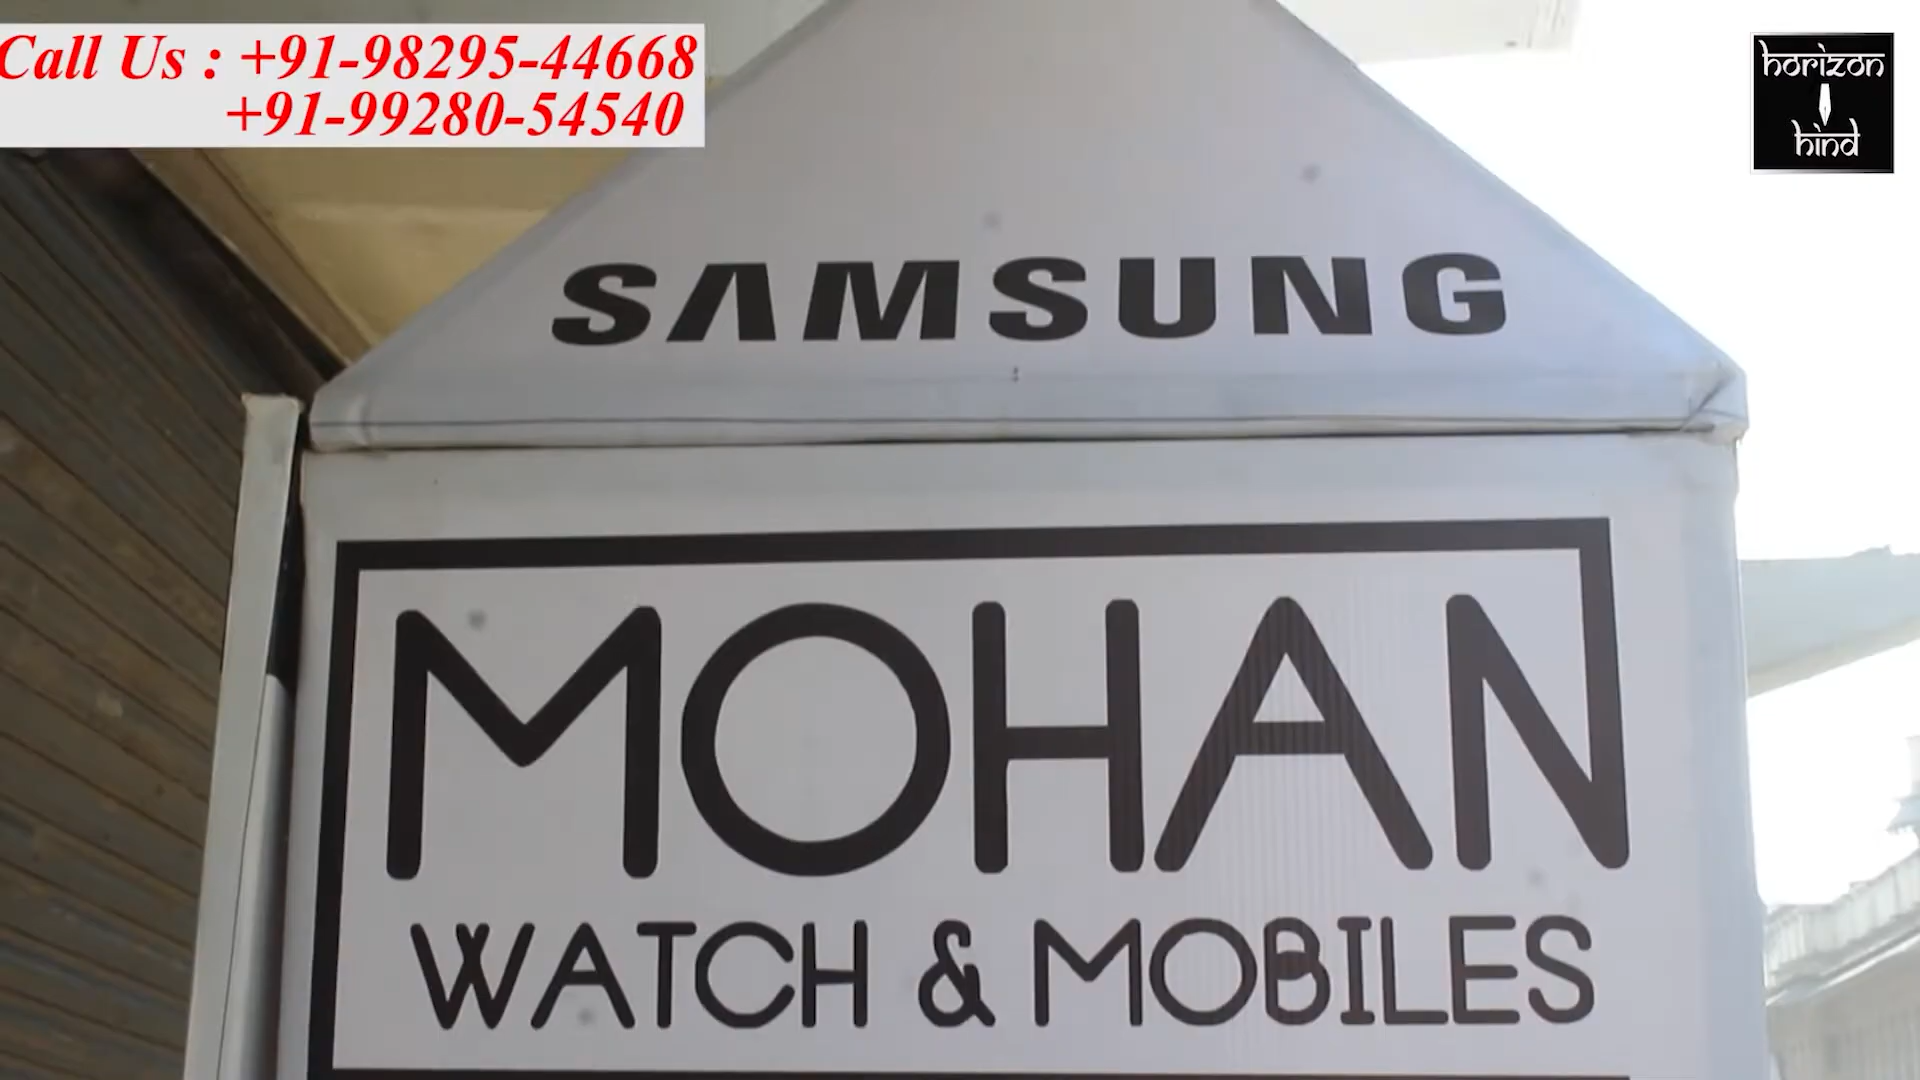 Call Us : +91-98295-44668
+91-99280-54540
horizon
hind
SAMSUNG
MOHAN
WATCH & MOBILES